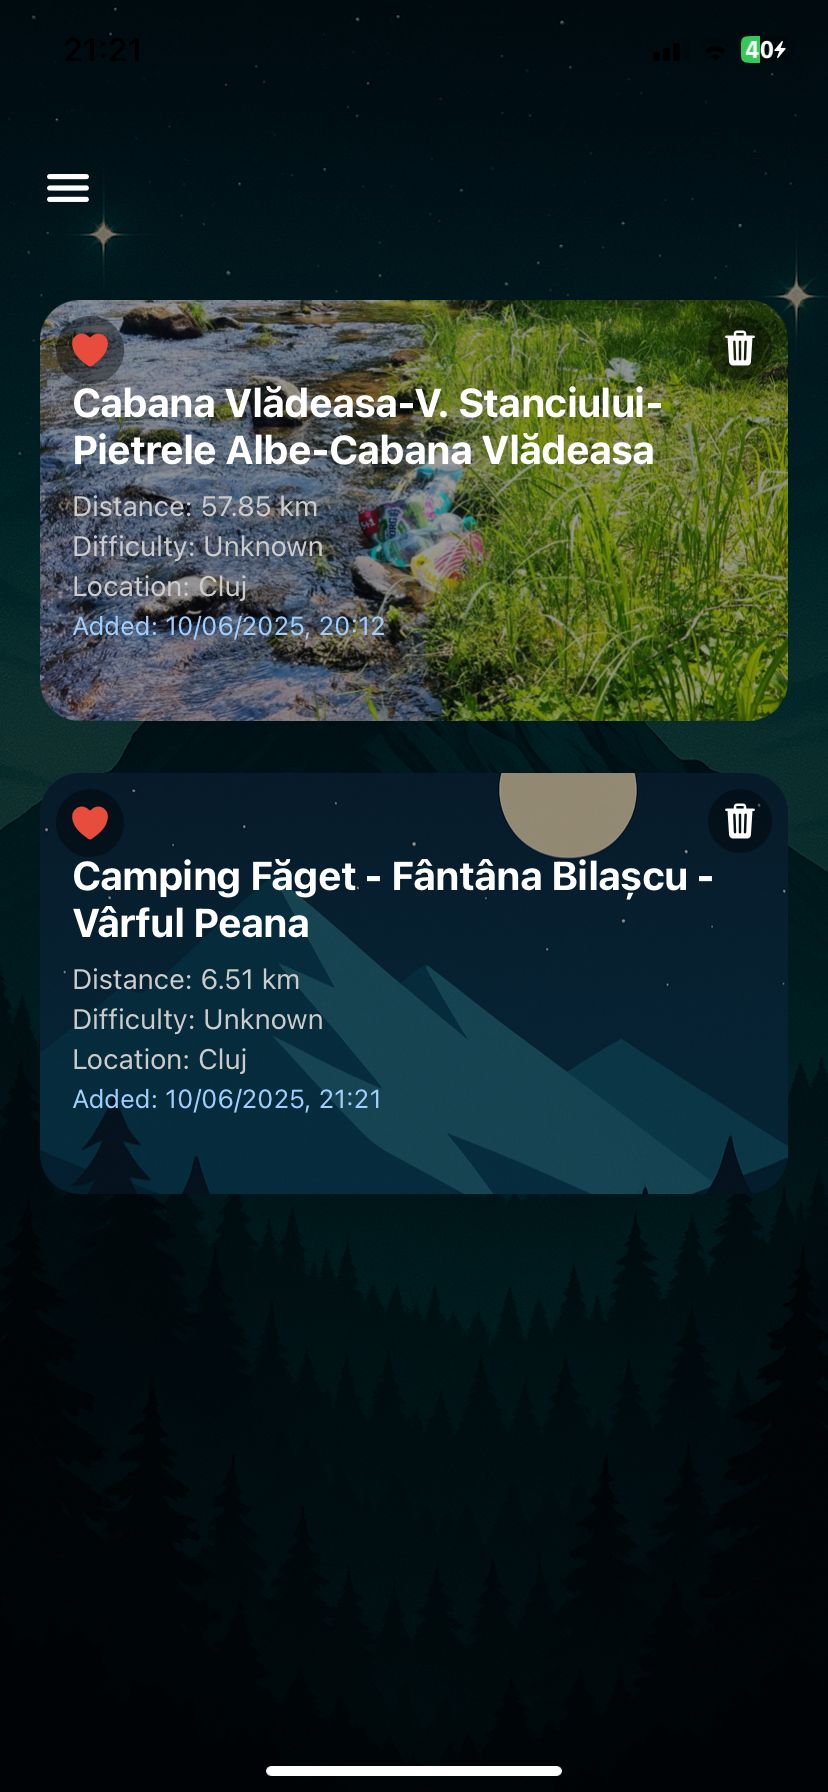 21:21
40
Cabana Vlădeasa-V. Stanciului-
Pietrele Albe-Cabana Vlădeasa
Distance: 57.85 km
Difficulty: Unknown
Location: Cluj
Added: 10/06/2025, 20:12
Camping Făget - Fântâna Bilașcu -
Vârful Peana
Distance: 6.51 km
Difficulty: Unknown
Location: Cluj
Added: 10/06/2025, 21:21